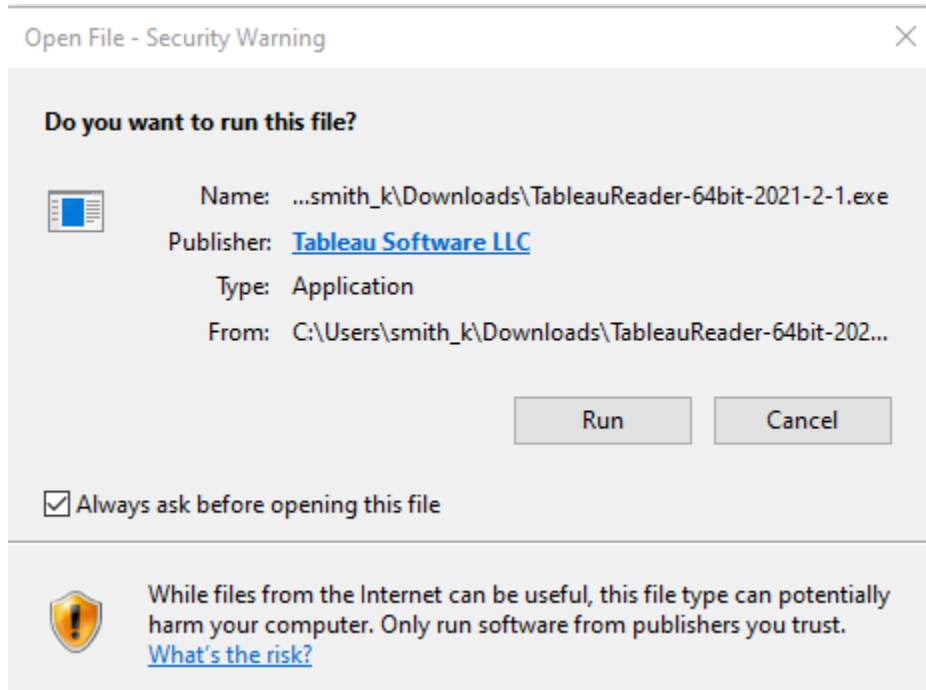 Open File - Security Warning
Do you want to run this file?
Name: ...smith_k\Downloads\TableauReader-64bit-2021-2-1.exe
Publisher: Tableau Software LLC
Type: Application
From: C:\Users\smith_k\Downloads\TableauReader-64bit-202...
Run Cancel
Always ask before opening this file
While files from the Internet can be useful, this file type can potentially
harm your computer. Only run software from publishers you trust.
What's the risk?